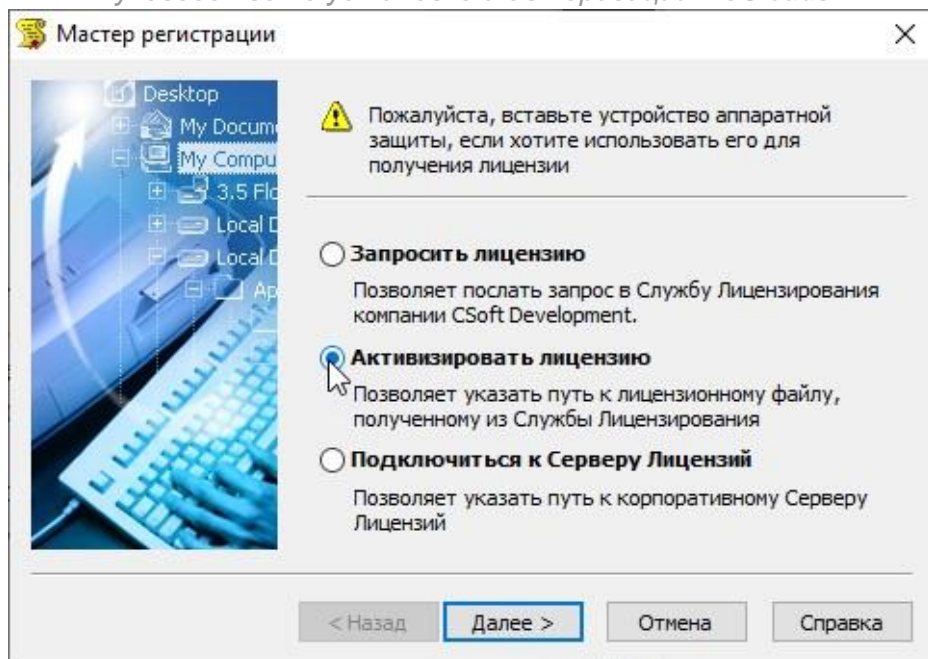 Мастер регистрации
Desktop
My Docum
My Compu
3.5 Flo
Local D
Local D
Ap
Пожалуйста, вставьте устройство аппаратной
защиты, если хотите использовать его для
получения лицензии
Запросить лицензию
Позволяет послать запрос в Службу Лицензирования
компании CSoft Development.
Активизировать лицензию
Позволяет указать путь к лицензионному файлу,
полученному из Службы Лицензирования
Подключиться к Серверу Лицензий
Позволяет указать путь к корпоративному Серверу
Лицензий
< Назад
Далее >
Отмена
Справка